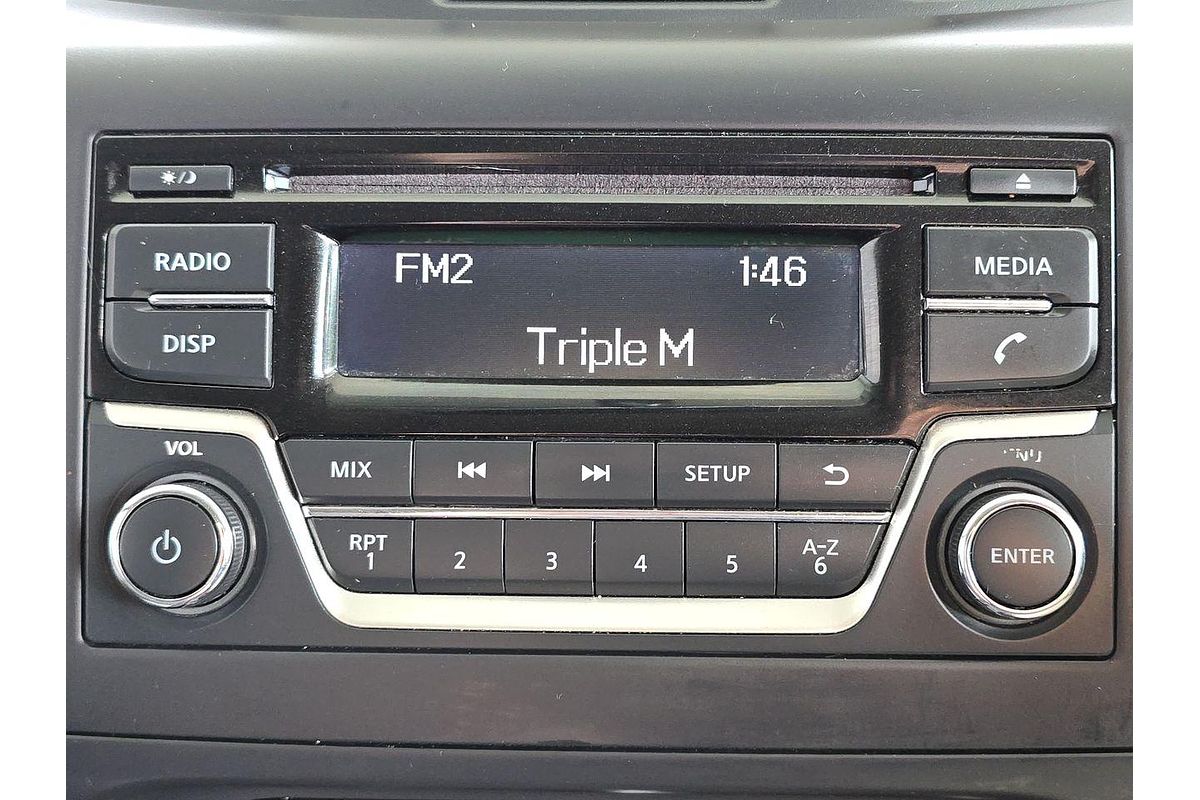 RADIO
FM2 1:46
MEDIA
DISP
Triple M
VOL
MIX
SETUP
RPT
1
2
3
4
5
A-Z
6
ENTER